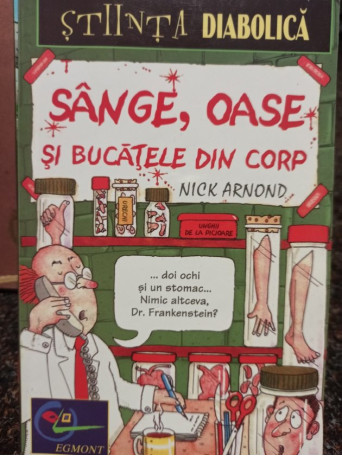 ȘTIINȚA DIABOLICĂ
SÂNGE, OASE
ȘI BUCĂȚELE DIN CORP
NICK ARNOND
UNGHII
DE LA PICIOARE
... doi ochi
și un stomac...
Nimic altceva,
Dr. Frankenstein?
EGMONT